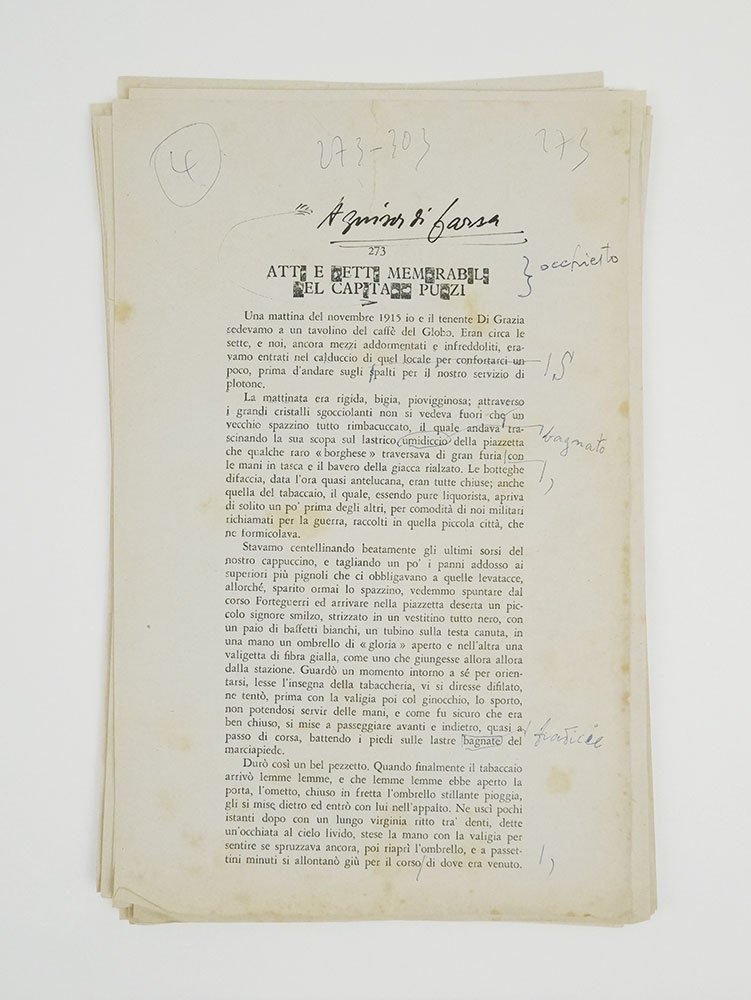 4 273-303 273
A guisa di farsa
273
ATTI E DETTI MEMORABILI
DEL CAPITANO PUZZI
occhietto
Una mattina del novembre 1915 io e il tenente Di Grazia
sedevamo a un tavolino del caffè del Globo. Eran circa le
sette, e noi, ancora mezzi addormentati e infreddoliti, era-
vamo entrati nel calduccio di quel locale per confortarci un
poco, prima d'andare sugli spalti per il nostro servizio di
plotone.
La mattinata era rigida, bigia, piovigginosa; attraverso
i grandi cristalli sgocciolanti non si vedeva fuori che un
vecchio spazzino tutto rimbacuccato, il quale andava tra-
scinando la sua scopa sul lastrico umidiccio della piazzetta
bagnato
che qualche raro «borghese» traversava di gran furia con
le mani in tasca e il bavero della giacca rialzato. Le botteghe
difaccia, data l'ora quasi antelucana, eran tutte chiuse; anche
quella del tabaccaio, il quale, essendo pure liquorista, apriva
di solito un po' prima degli altri, per comodità di noi militari
richiamati per la guerra, raccolti in quella piccola città, che
ne formicolava.
Stavamo centellinando beatamente gli ultimi sorsi del
nostro cappuccino, e tagliando un po' i panni addosso ai
superiori più pignoli che ci obbligavano a quelle levatacce,
allorché, sparito ormai lo spazzino, vedemmo spuntare dal
corso Forteguerri ed arrivare nella piazzetta deserta un pic-
colo signore smilzo, strizzato in un vestitino tutto nero, con
un paio di baffetti bianchi, un tubino sulla testa canuta, in
una mano un ombrello di «gloria» aperto e nell'altra una
valigetta di fibra gialla, come uno che giungesse allora allora
dalla stazione. Guardò un momento intorno a sé per orien-
tarsi, lesse l'insegna della tabaccheria, vi si diresse difilato,
ne tentò, prima con la valigia poi col ginocchio, lo sporto,
non potendosi servir delle mani, e come fu sicuro che era
ben chiuso, si mise a passeggiare avanti e indietro, quasi a
passo di corsa, battendo i piedi sulle lastre bagnate del
fradicie
marciapiede.
Durò così un bel pezzetto. Quando finalmente il tabaccaio
arrivò lemme lemme, e che lemme lemme ebbe aperto la
porta, l'ometto, chiuso in fretta l'ombrello stillante pioggia,
gli si mise dietro ed entrò con lui nell'appalto. Ne uscì pochi
istanti dopo con un lungo virginia ritto tra' denti, dette
un'occhiata al cielo livido, stese la mano con la valigia per
sentire se spruzzava ancora, poi riaprì l'ombrello, e a passet-
tini minuti si allontanò giù per il corso di dove era venuto.